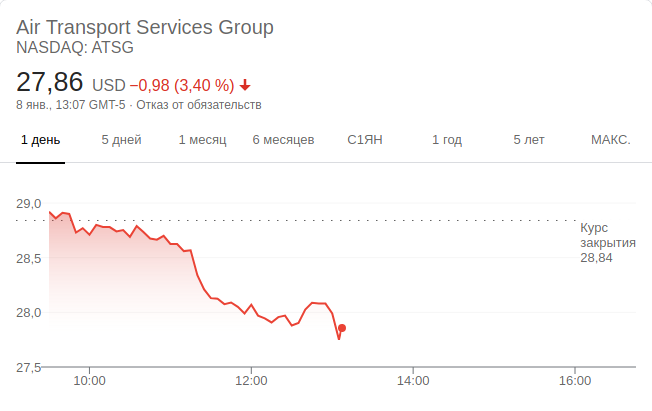 Air Transport Services Group
NASDAQ: ATSG
27,86 USD −0,98 (3,40 %)
8 янв., 13:07 GMT-5 · Отказ от обязательств
1 день 5 дней 1 месяц 6 месяцев С1ЯН 1 год 5 лет МАКС.
29,0
Курс
закрытия
28,84
28,5
28,0
27,5
10:00 12:00 14:00 16:00